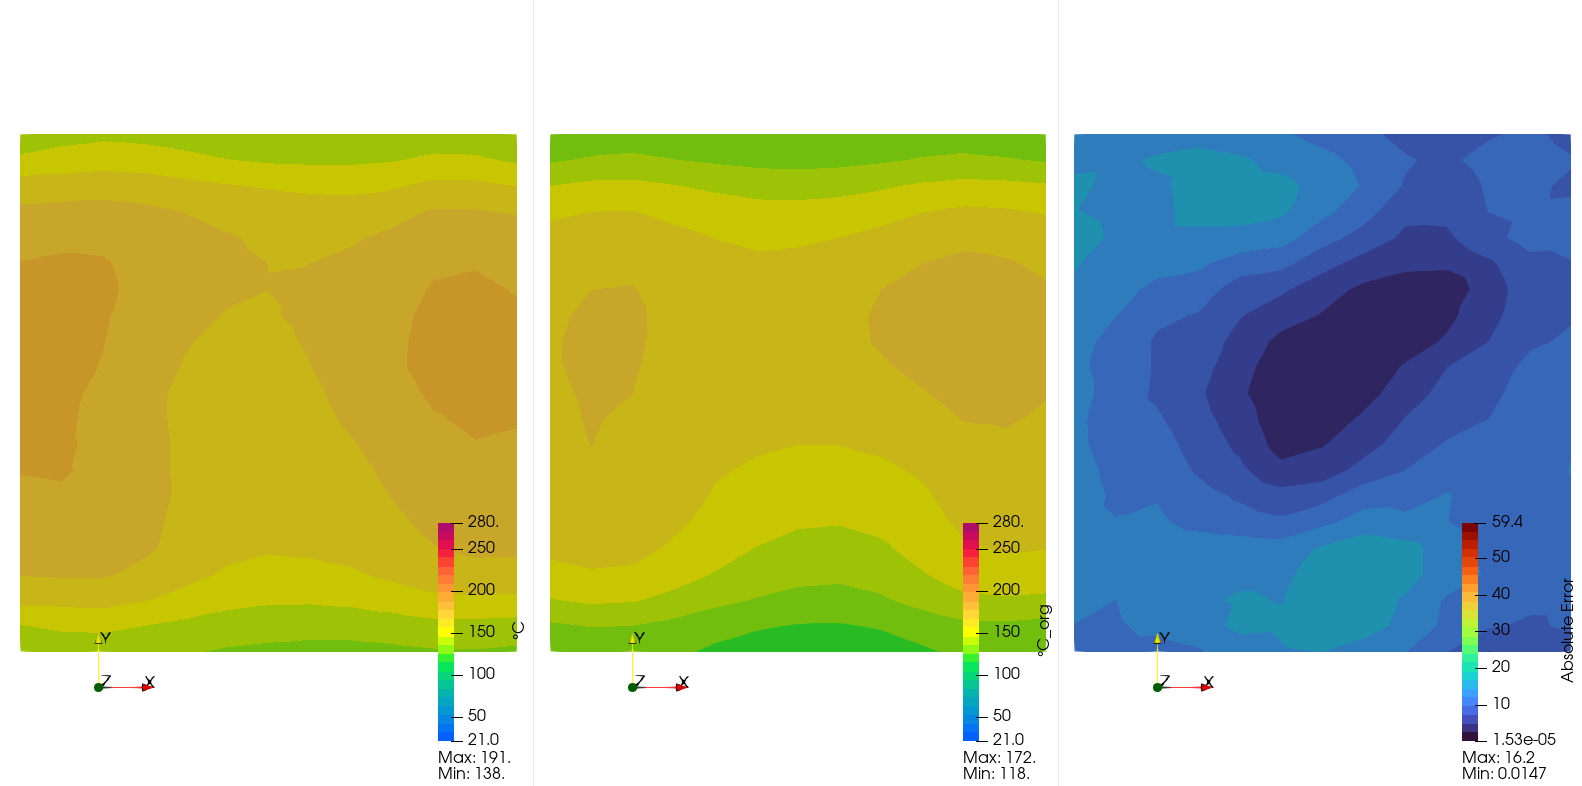 280.
250
200
150
100
50
21.0
°C
Max: 191.
Min: 138.
Y
Z
X
280.
250
200
150
100
50
21.0
°C_org
Max: 172.
Min: 118.
Y
Z
X
59.4
50
40
30
20
10
1.53e-05
Absolute Error
Max: 16.2
Min: 0.0147
Y
Z
X